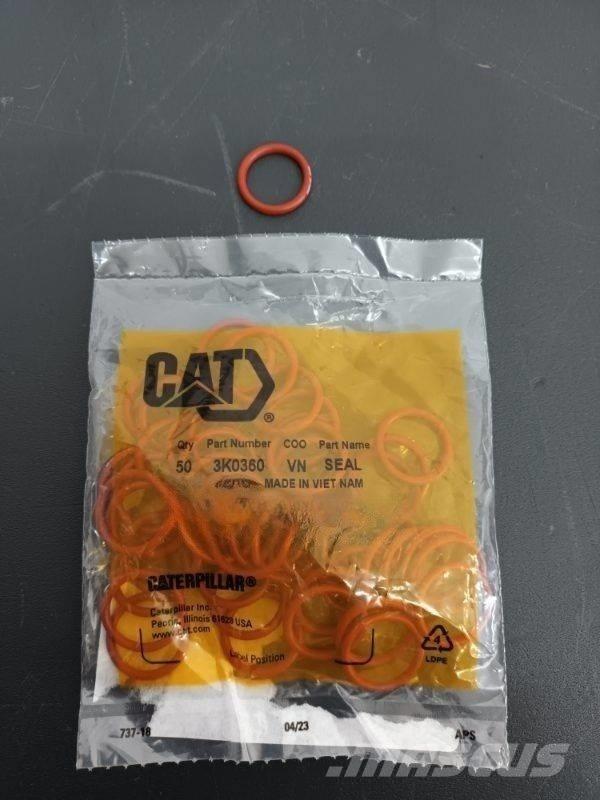 CAT®
Qty Part Number COO Part Name
50 3K0360 VN SEAL
MADE IN VIET NAM
CATERPILLAR®
Caterpillar Inc.
Peoria, Illinois 61629 USA
www.cat.com
Label Position
4
LDPE
737-18 04/23 APS
MASCUS